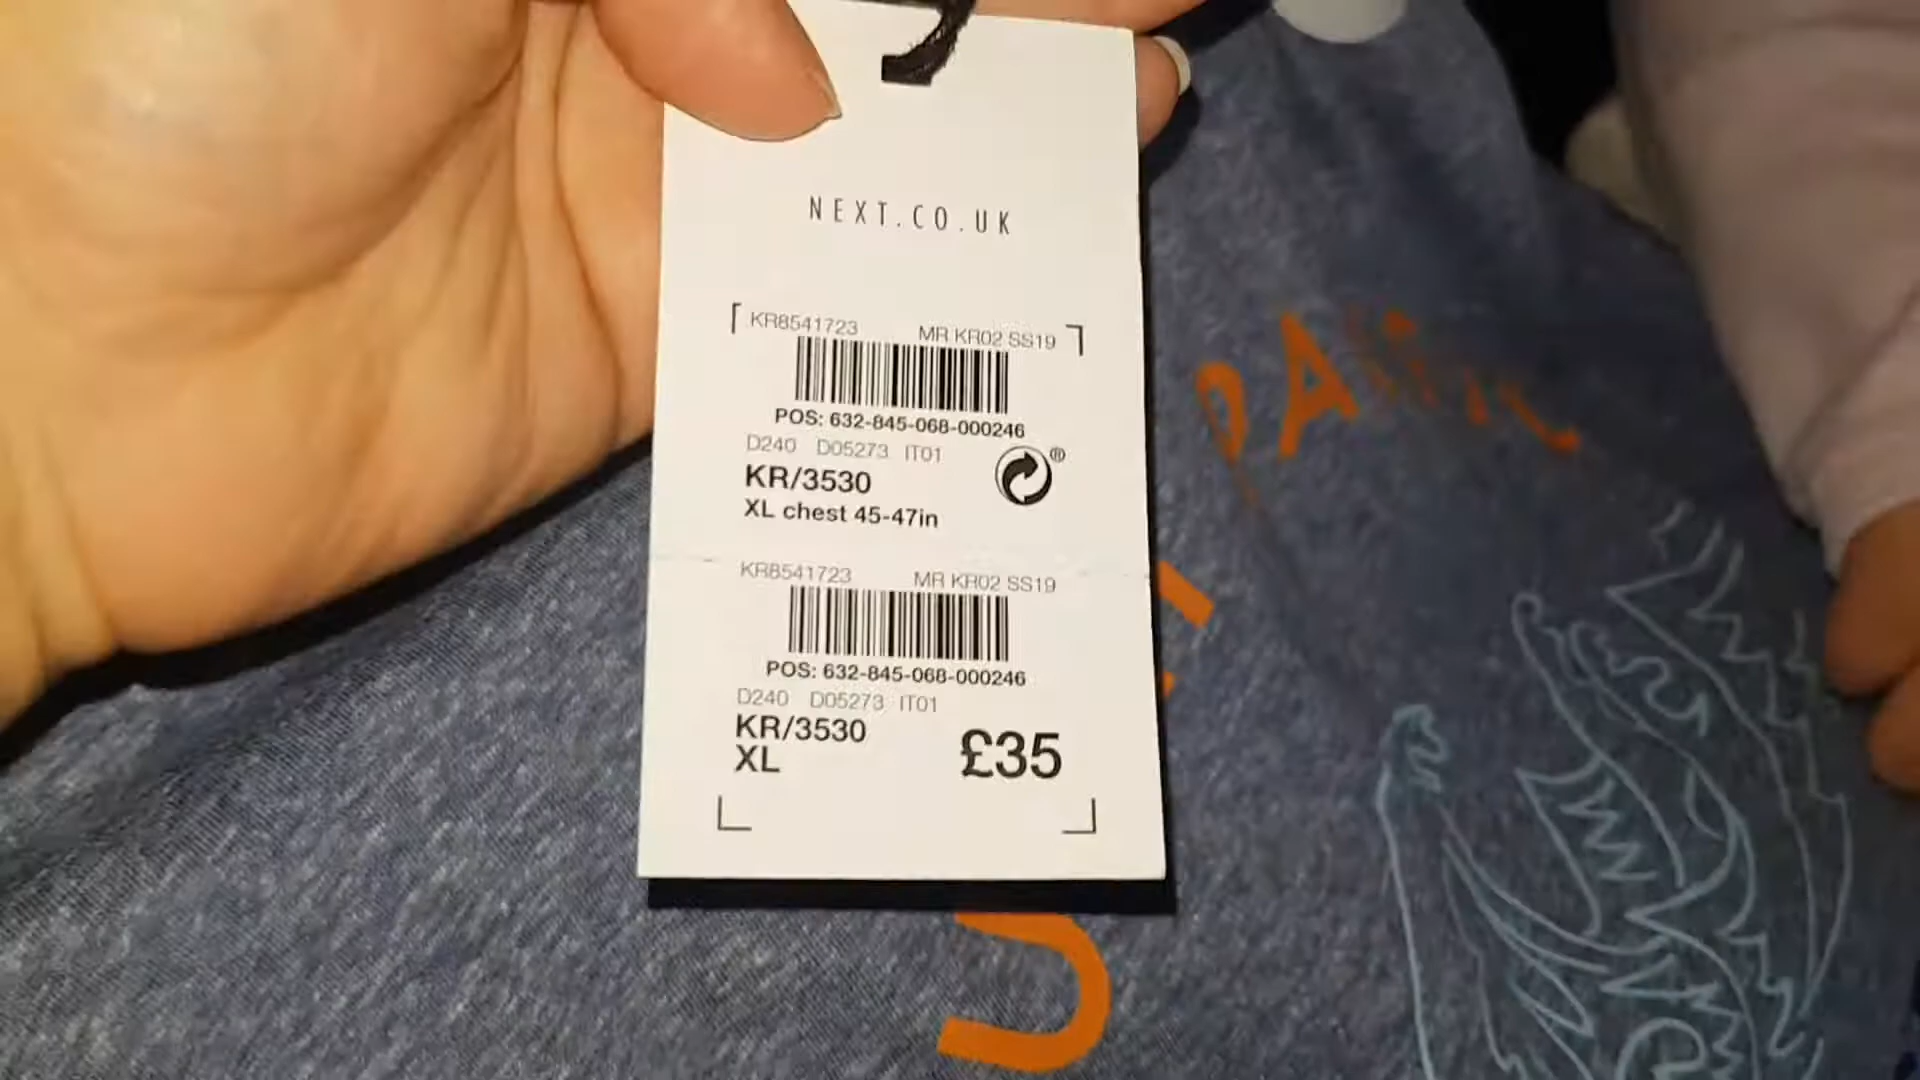 NEXT.CO.UK
KR8541723 MR KR02 SS19
POS: 632-845-068-000246
D240 D05273 IT01
®
KR/3530
XL chest 45-47in
KR8541723 MR KR02 SS19
POS: 632-845-068-000246
D240 D05273 IT01
KR/3530
XL £35